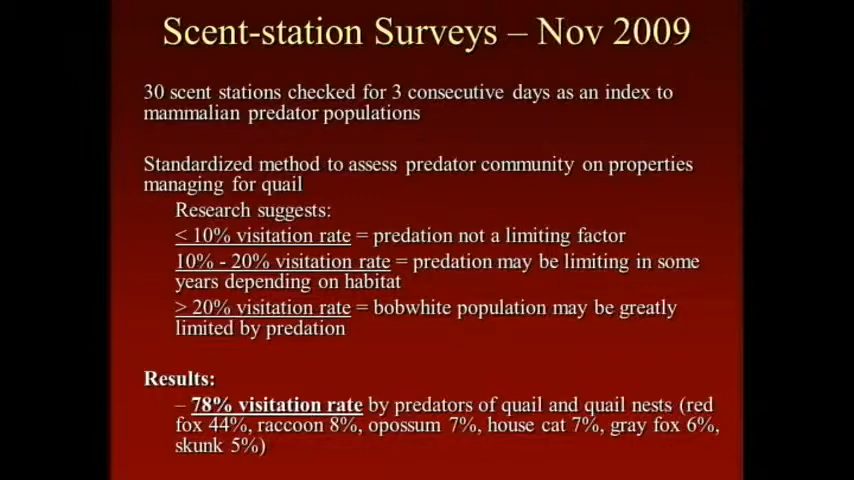 Scent-station Surveys – Nov 2009
30 scent stations checked for 3 consecutive days as an index to
mammalian predator populations
Standardized method to assess predator community on properties
managing for quail
Research suggests:
< 10% visitation rate = predation not a limiting factor
10% - 20% visitation rate = predation may be limiting in some
years depending on habitat
> 20% visitation rate = bobwhite population may be greatly
limited by predation
Results:
– 78% visitation rate by predators of quail and quail nests (red
fox 44%, raccoon 8%, opossum 7%, house cat 7%, gray fox 6%,
skunk 5%)